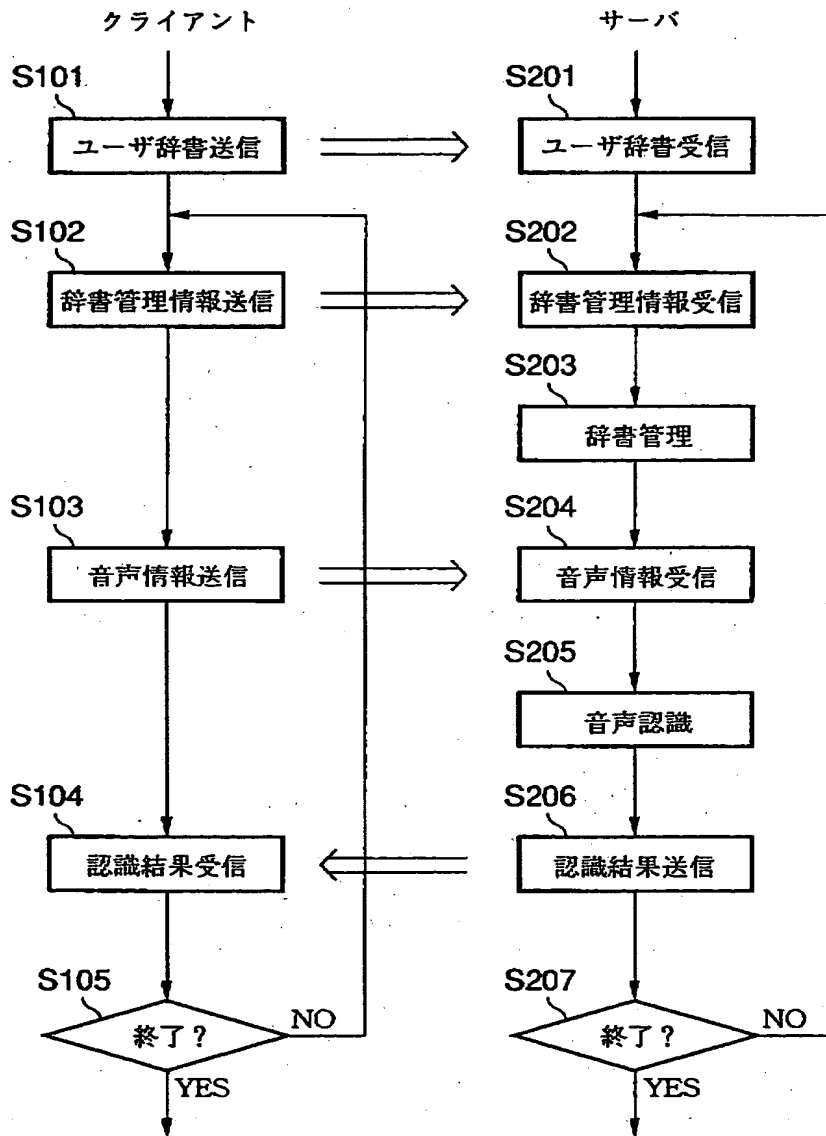 クライアント
サーバ
S101
ユーザ辞書送信
S201
ユーザ辞書受信
S102
辞書管理情報送信
S202
辞書管理情報受信
S203
辞書管理
S103
音声情報送信
S204
音声情報受信
S205
音声認識
S104
認識結果受信
S206
認識結果送信
S105
終了?
NO
YES
S207
終了?
NO
YES